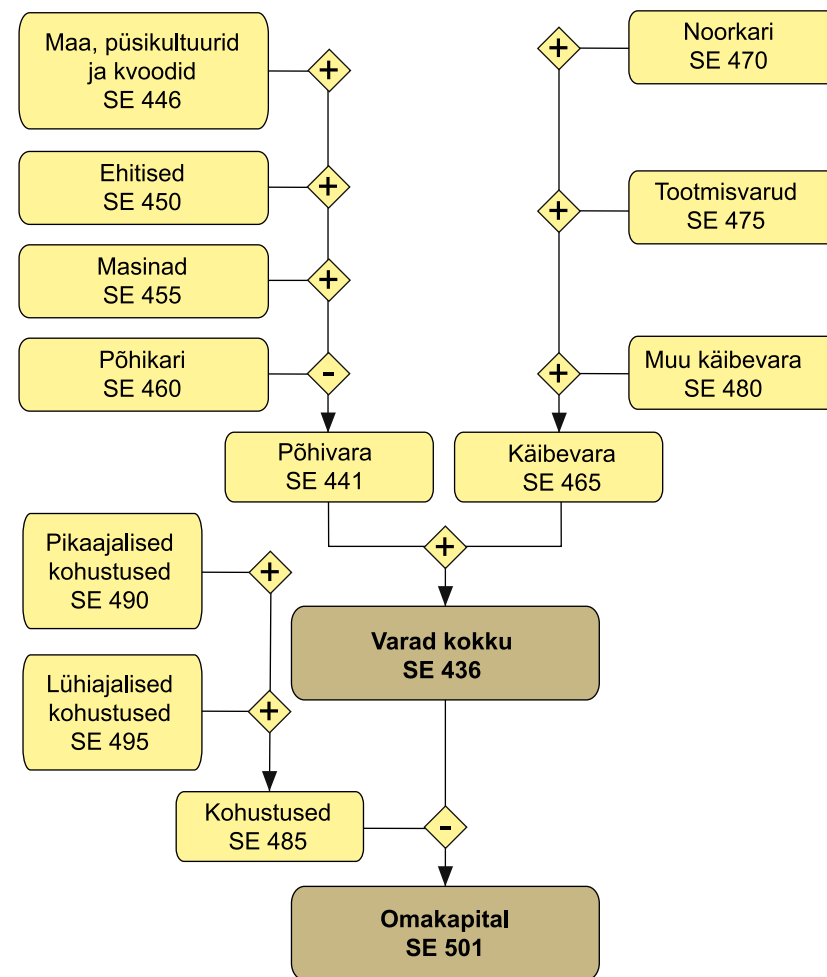 Maa, püsikultuurid
ja kvoodid
SE 446
+
Ehitised
SE 450
+
Masinad
SE 455
+
Põhikari
SE 460
-
Noorkari
SE 470
+
Tootmisvarud
SE 475
+
Muu käibevara
SE 480
+
Põhivara
SE 441
Käibevara
SE 465
+
Pikaajalised
kohustused
SE 490
+
Varad kokku
SE 436
Lühiajalised
kohustused
SE 495
+
Kohustused
SE 485
-
Omakapital
SE 501